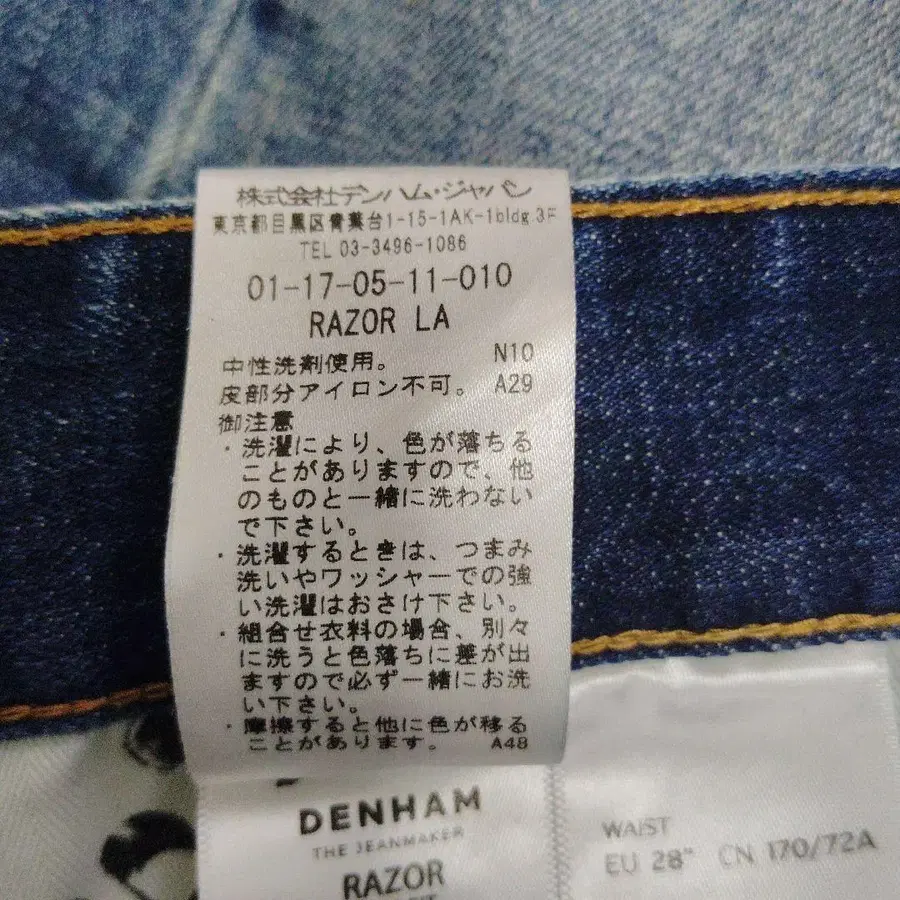 株式会社デンハム・ジャパン
東京都目黒区青葉台1-15-1AK-1bldg.3F
TEL 03-3496-1086
01-17-05-11-010
RAZOR LA
中性洗剤使用。 N10
皮部分アイロン不可。 A29
御注意
・洗濯により、色が落ちる
ことがありますので、他
のものと一緒に洗わない
で下さい。
・洗濯するときは、つまみ
洗いやワッシャーでの強
い洗濯はおさけ下さい。
・組合せ衣料の場合、別々
に洗うと色落ちに差が出
ますので必ず一緒にお洗
い下さい。
・摩擦すると他に色が移る
ことがあります。 A48
DENHAM
THE JEANMAKER
RAZOR
WAIST
EU 28" CN 170/72A